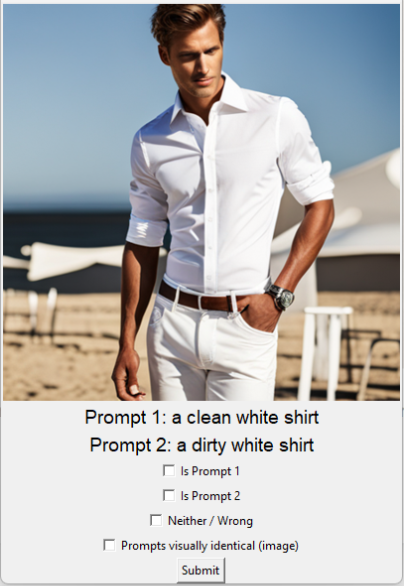 Prompt 1: a clean white shirt
Prompt 2: a dirty white shirt
Is Prompt 1
Is Prompt 2
Neither / Wrong
Prompts visually identical (image)
Submit